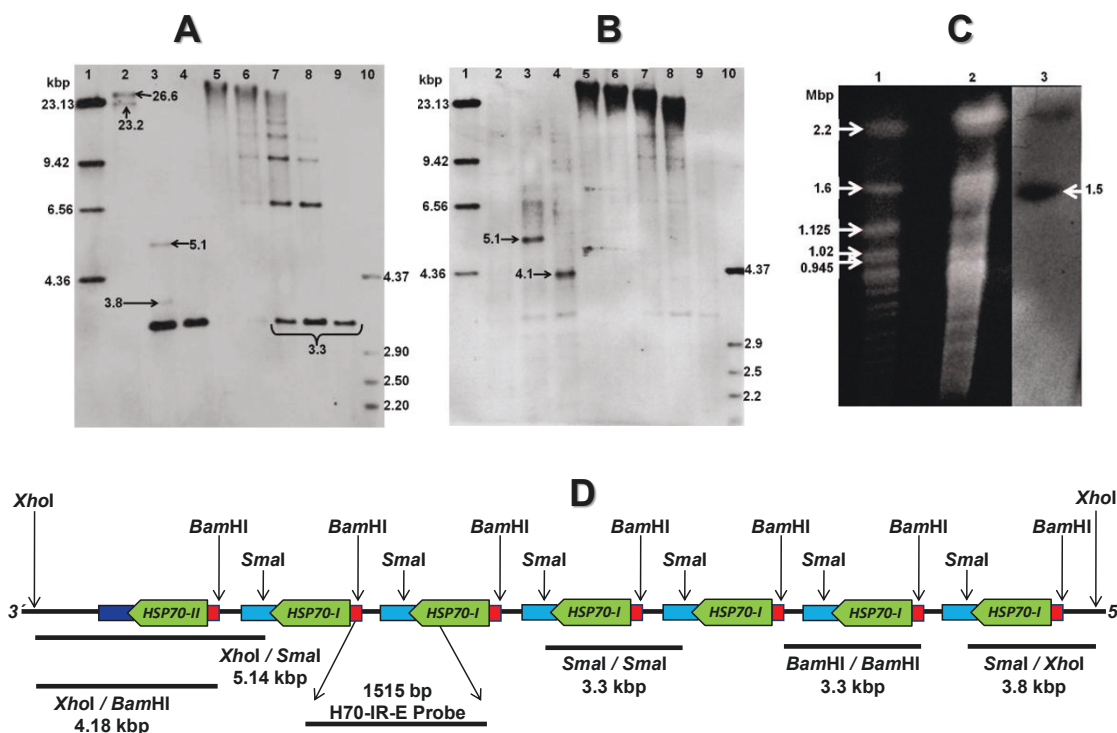 A
B
C
kbp
1 2 3 4 5 6 7 8 9 10
23.13
9.42
6.56
4.36
26.6
23.2
5.1
3.8
3.3
4.37
2.90
2.50
2.20
kbp
1 2 3 4 5 6 7 8 9 10
23.13
9.42
6.56
4.36
5.1
4.1
4.37
2.9
2.5
2.2
Mbp
1 2 3
2.2
1.6
1.125
1.02
0.945
1.5
D
XhoI XhoI
BamHI BamHI BamHI BamHI BamHI BamHI BamHI
SmaI SmaI SmaI SmaI SmaI SmaI
3´ HSP70-II HSP70-I HSP70-I HSP70-I HSP70-I HSP70-I HSP70-I 5´
XhoI / SmaI
5.14 kbp
SmaI / SmaI
3.3 kbp
BamHI / BamHI
3.3 kbp
SmaI / XhoI
3.8 kbp
XhoI / BamHI
4.18 kbp
1515 bp
H70-IR-E Probe